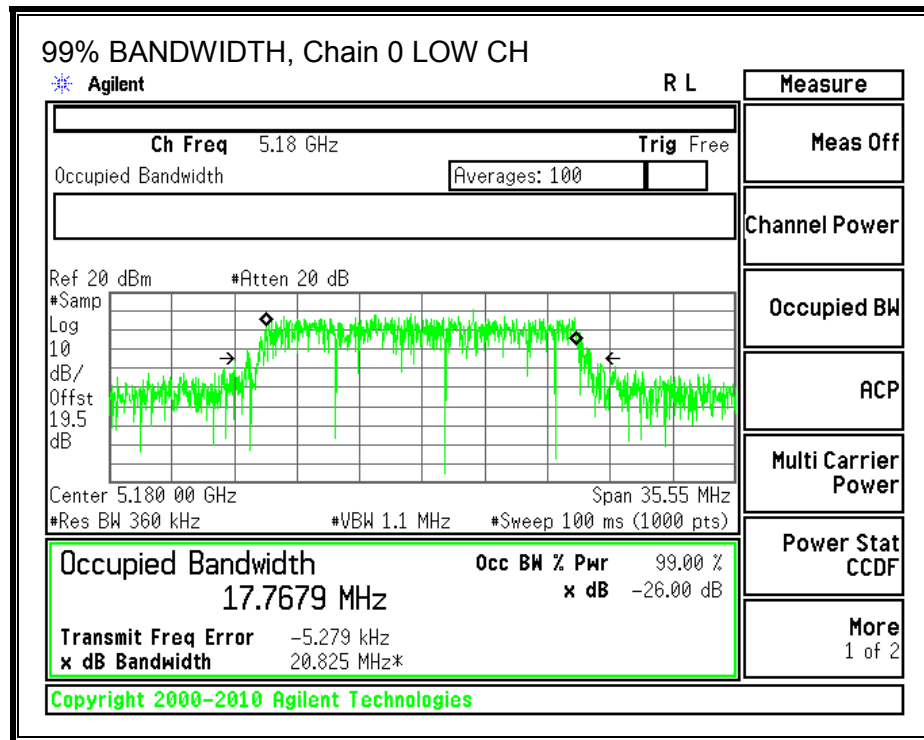 99% BANDWIDTH, Chain 0 LOW CH
Agilent
R L
Measure
Ch Freq 5.18 GHz
Trig Free
Meas Off
Occupied Bandwidth
Averages: 100
Channel Power
Ref 20 dBm
#Atten 20 dB
Occupied BW
#Samp
Log
10
dB/
Offst
19.5
dB
ACP
Multi Carrier
Power
Center 5.180 00 GHz
Span 35.55 MHz
#Res BW 360 kHz
#VBW 1.1 MHz
#Sweep 100 ms (1000 pts)
Power Stat
CCDF
Occupied Bandwidth
17.7679 MHz
Occ BW % Pwr 99.00 %
x dB -26.00 dB
Transmit Freq Error -5.279 kHz
x dB Bandwidth 20.825 MHz*
More
1 of 2
Copyright 2000-2010 Agilent Technologies